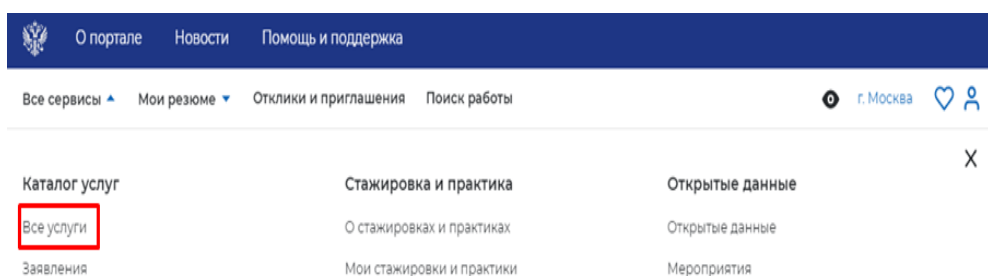 О портале Новости Помощь и поддержка
Все сервисы Мои резюме Отклики и приглашения Поиск работы г. Москва
Каталог услуг Стажировка и практика Открытые данные
Все услуги О стажировках и практиках Открытые данные
Заявления Мои стажировки и практики Мероприятия